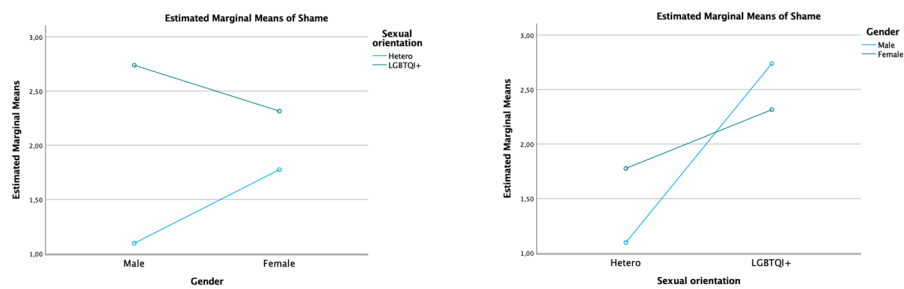 Estimated Marginal Means of Shame
Sexual
orientation
Hetero
LGBTQI+
Estimated Marginal Means
3,00
2,50
2,00
1,50
1,00
Male
Female
Gender
Estimated Marginal Means of Shame
Gender
Male
Female
Estimated Marginal Means
3,00
2,50
2,00
1,50
1,00
Hetero
LGBTQI+
Sexual orientation